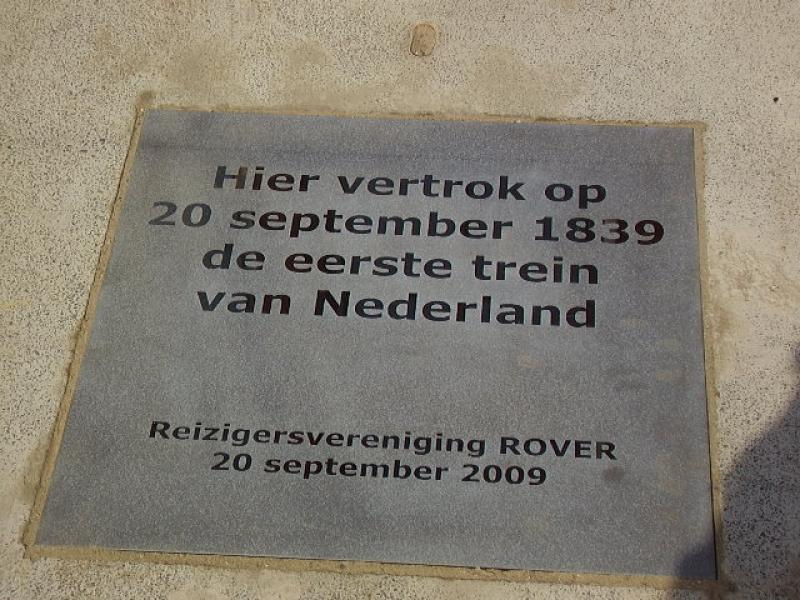 Hier vertrok op
20 september 1839
de eerste trein
van Nederland
Reizigersvereniging ROVER
20 september 2009